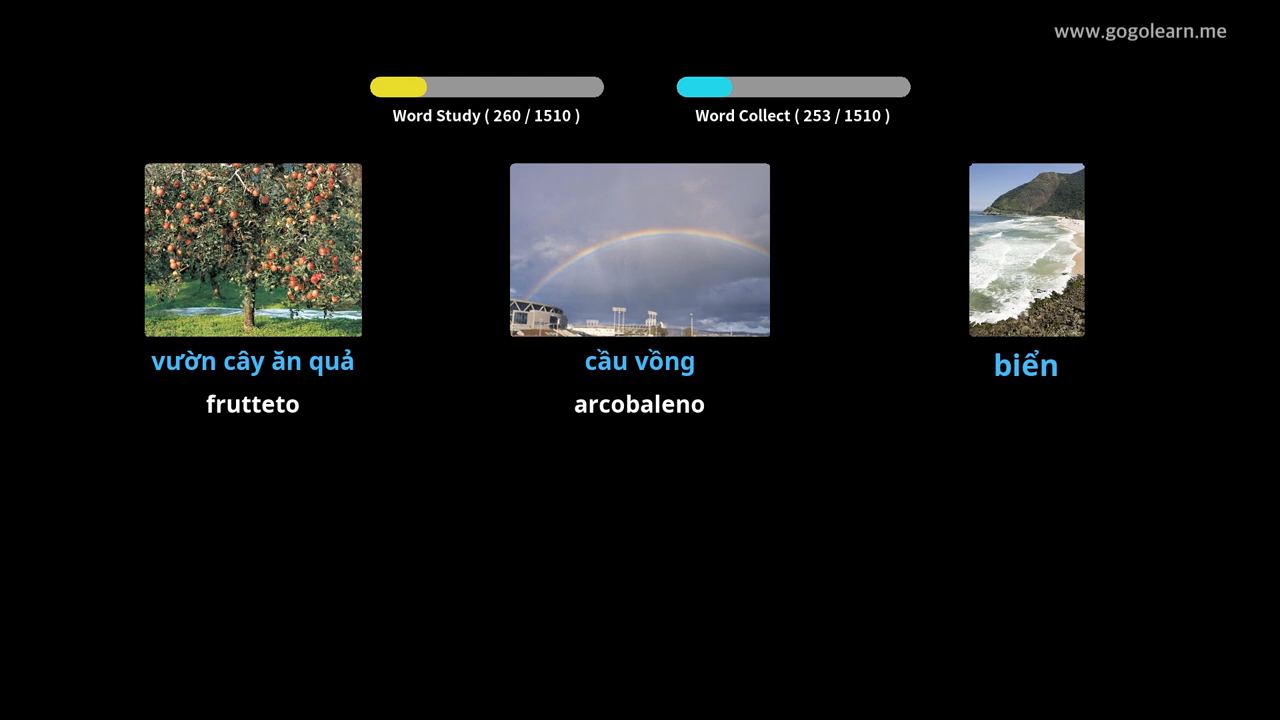 www.gogolearn.me
Word Study ( 260 / 1510 )
Word Collect ( 253 / 1510 )
vườn cây ăn quả
frutteto
cầu vồng
arcobaleno
biển